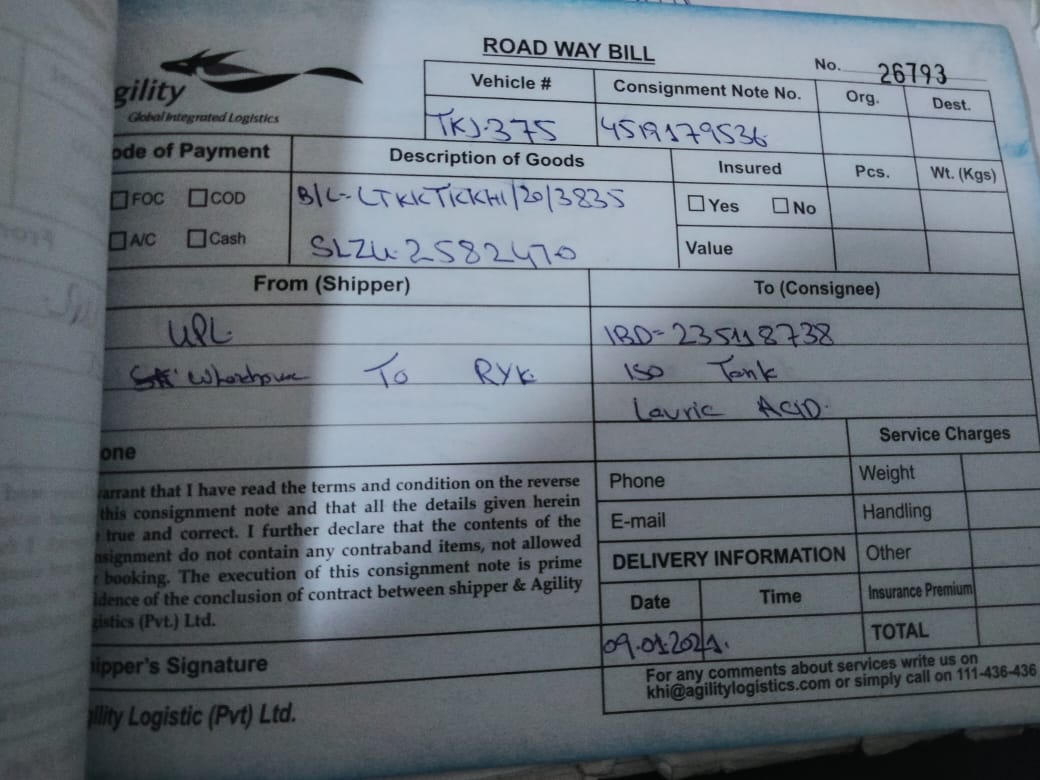 ROAD WAY BILL
No. 26793
gility
Global Integrated Logistics
Vehicle #
Consignment Note No.
Org.
Dest.
TKJ-375
4519179536
ode of Payment
Description of Goods
Insured
Pcs.
Wt. (Kgs)
FOC COD
B/L-LTKKTKKHI/20/3835
Yes No
A/C Cash
SLZU-2582470
Value
From (Shipper)
To (Consignee)
UPL
IBD-235118738
To RYK
ISO Tank
Lauric ACID.
one
Service Charges
arrant that I have read the terms and condition on the reverse
this consignment note and that all the details given herein
true and correct. I further declare that the contents of the
nsignment do not contain any contraband items, not allowed
booking. The execution of this consignment note is prime
idence of the conclusion of contract between shipper & Agility
gistics (Pvt.) Ltd.
Phone
Weight
E-mail
Handling
DELIVERY INFORMATION
Other
Date
Time
Insurance Premium
09.01.2021.
TOTAL
hipper's Signature
For any comments about services write us on
khi@agilitylogistics.com or simply call on 111-436-436
gility Logistic (Pvt) Ltd.